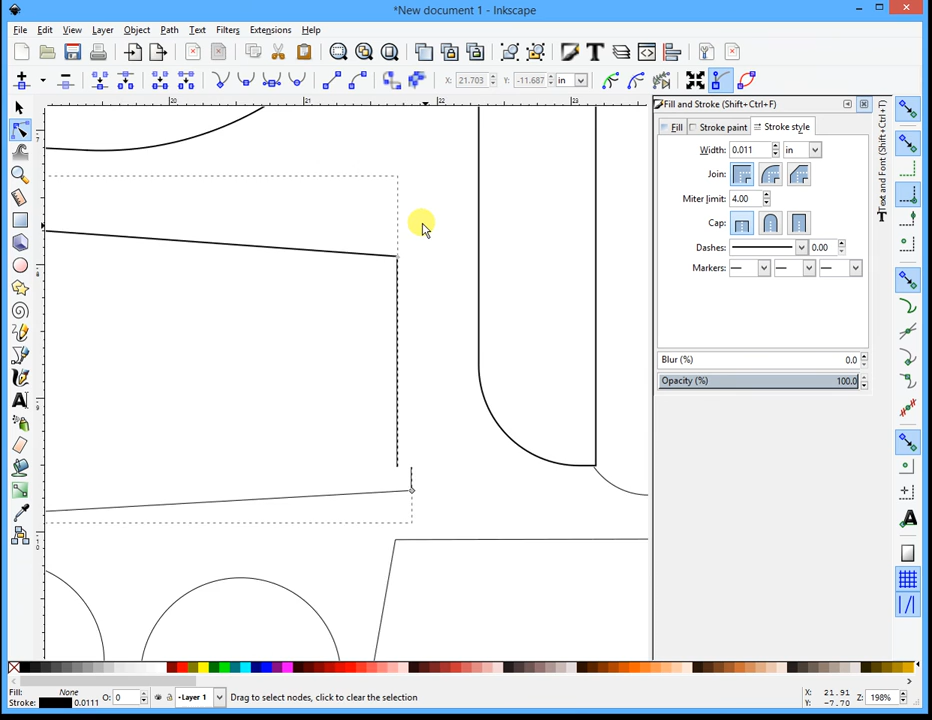 *New document 1 - Inkscape
File Edit View Layer Object Path Text Filters Extensions Help
X: 21.703 Y: -11.687 in
20 21 22 23
Fill and Stroke (Shift+Ctrl+F)
Fill Stroke paint Stroke style
Width: 0.011 in
Join:
Miter limit: 4.00
Cap:
Dashes: 0.00
Markers:
Blur (%) 0.0
Opacity (%) 100.0
Text and Font (Shift+Ctrl+T)
Fill: None O: 0 Layer 1 Drag to select nodes, click to clear the selection X: 21.91 Z: 198%
Stroke: 0.0111 Y: -7.70